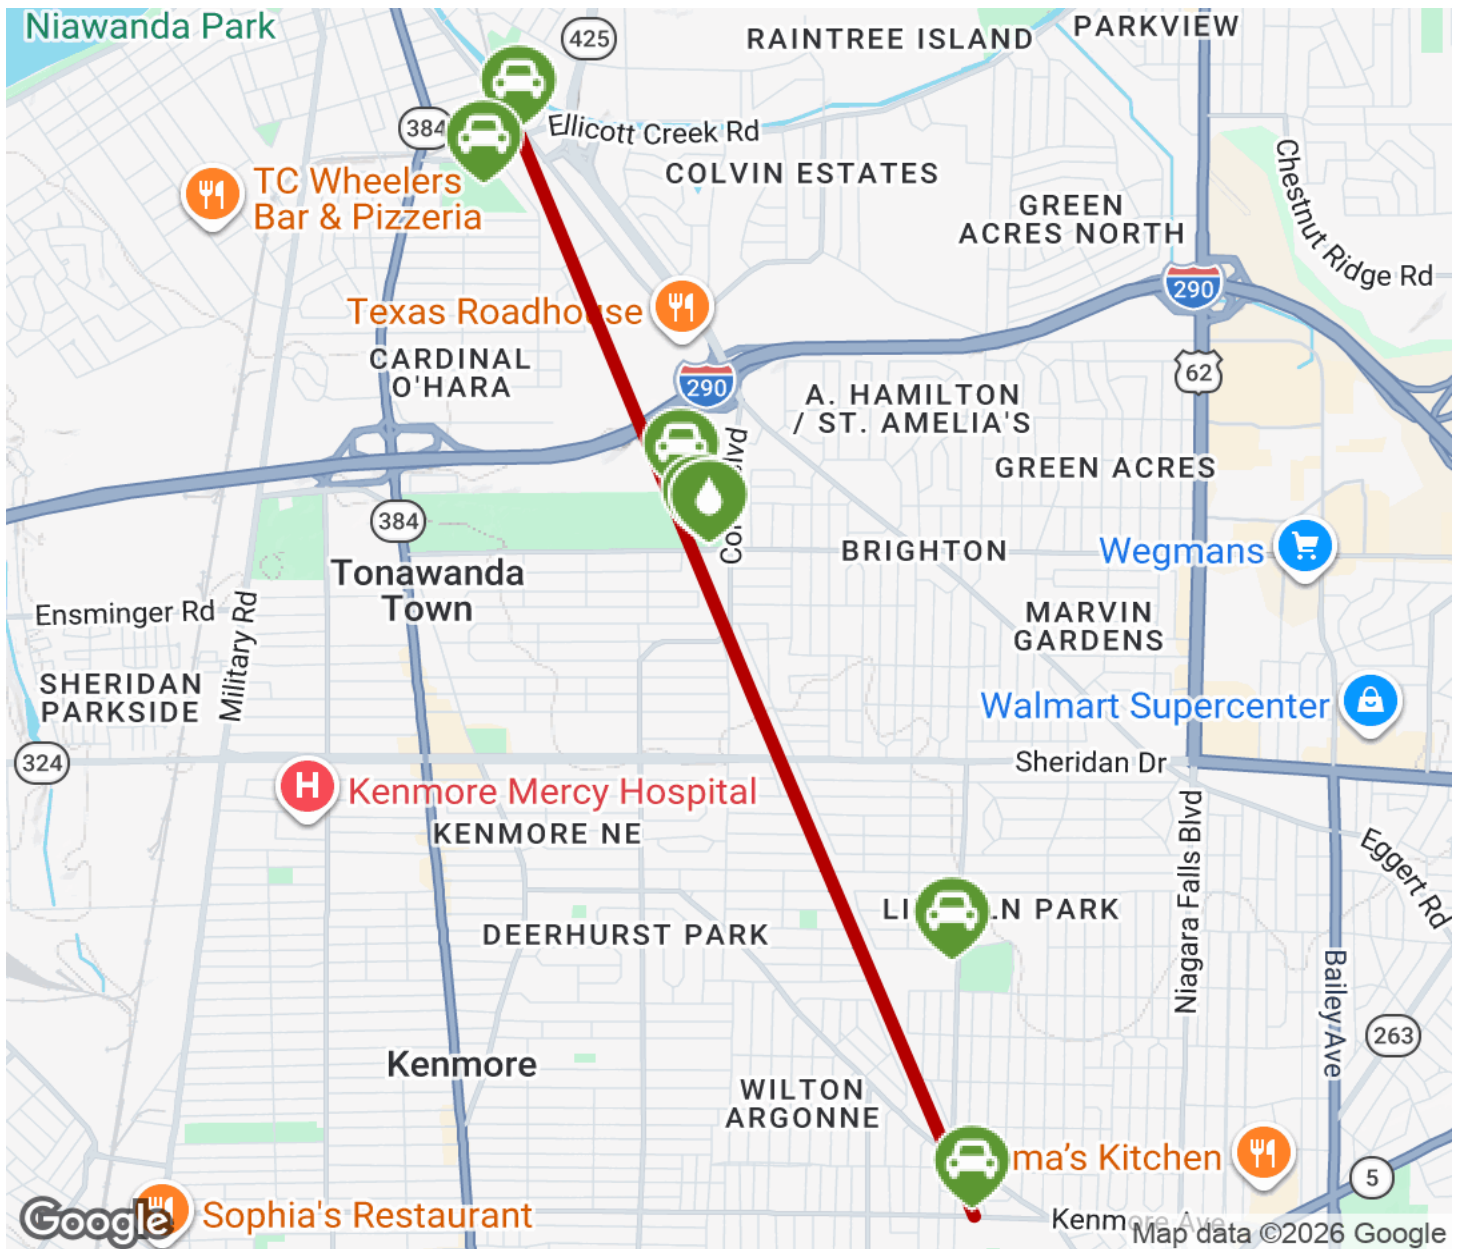 Niawanda Park
425
RAINTREE ISLAND
PARKVIEW
384
Ellicott Creek Rd
COLVIN ESTATES
Chestnut Ridge Rd
TC Wheelers
Bar & Pizzeria
GREEN
ACRES NORTH
290
Texas Roadhouse
CARDINAL
O'HARA
290
62
A. HAMILTON
/ ST. AMELIA'S
GREEN ACRES
384
BRIGHTON
Wegmans
Tonawanda
Town
Ensminger Rd
Military Rd
MARVIN
GARDENS
SHERIDAN
PARKSIDE
Walmart Supercenter
324
Sheridan Dr
Kenmore Mercy Hospital
KENMORE NE
Niagara Falls Blvd
Eggert Rd
DEERHURST PARK
Bailey Ave
263
Kenmore
WILTON
ARGONNE
ma's Kitchen
5
Google
Sophia's Restaurant
Kenmore Ave
Map data ©2026 Google